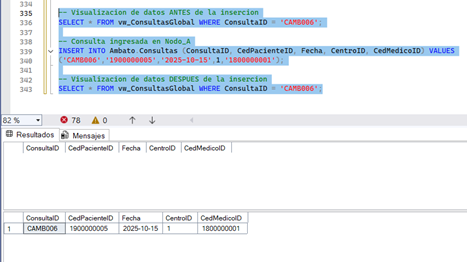 334
335 -- Visualizacion de datos ANTES de la insercion
336 SELECT * FROM vw_ConsultasGlobal WHERE ConsultaID = 'CAMB006';
337
338 -- Consulta ingresada en Nodo_A
339 INSERT INTO Ambato.Consultas (ConsultaID, CedPacienteID, Fecha, CentroID, CedMedicoID) VALUES
340 ('CAMB006','1900000005','2025-10-15',1,'1800000001');
341
342 -- Visualizacion de datos DESPUES de la insercion
343 SELECT * FROM vw_ConsultasGlobal WHERE ConsultaID = 'CAMB006';
82 % 78 0
Resultados Mensajes
ConsultaID CedPacienteID Fecha CentroID CedMedicoID
ConsultaID CedPacienteID Fecha CentroID CedMedicoID
1 CAMB006 1900000005 2025-10-15 1 1800000001